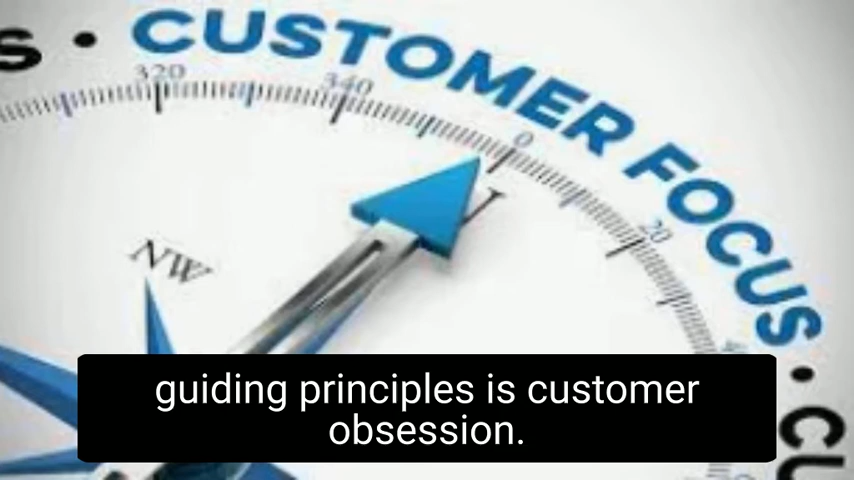 S • CUSTOMER FOCUS • CU
320
340
0
20
NW
guiding principles is customer
obsession.